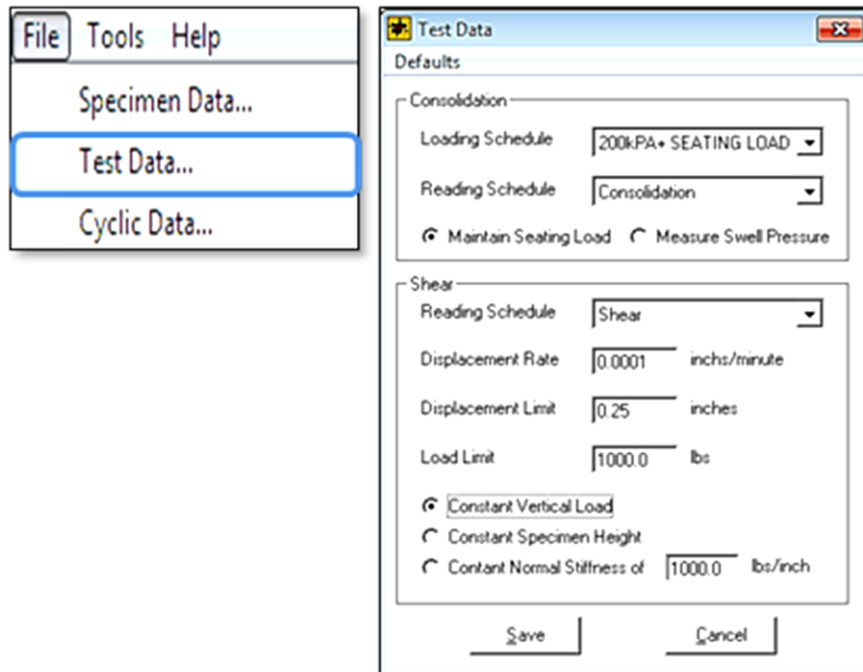 File Tools Help
Specimen Data...
Test Data...
Cyclic Data...
Test Data
Defaults
Consolidation
Loading Schedule 200kPA+ SEATING LOAD
Reading Schedule Consolidation
Maintain Seating Load Measure Swell Pressure
Shear
Reading Schedule Shear
Displacement Rate 0.0001 inchs/minute
Displacement Limit 0.25 inches
Load Limit 1000.0 lbs
Constant Vertical Load
Constant Specimen Height
Contant Normal Stiffness of 1000.0 lbs/inch
Save Cancel